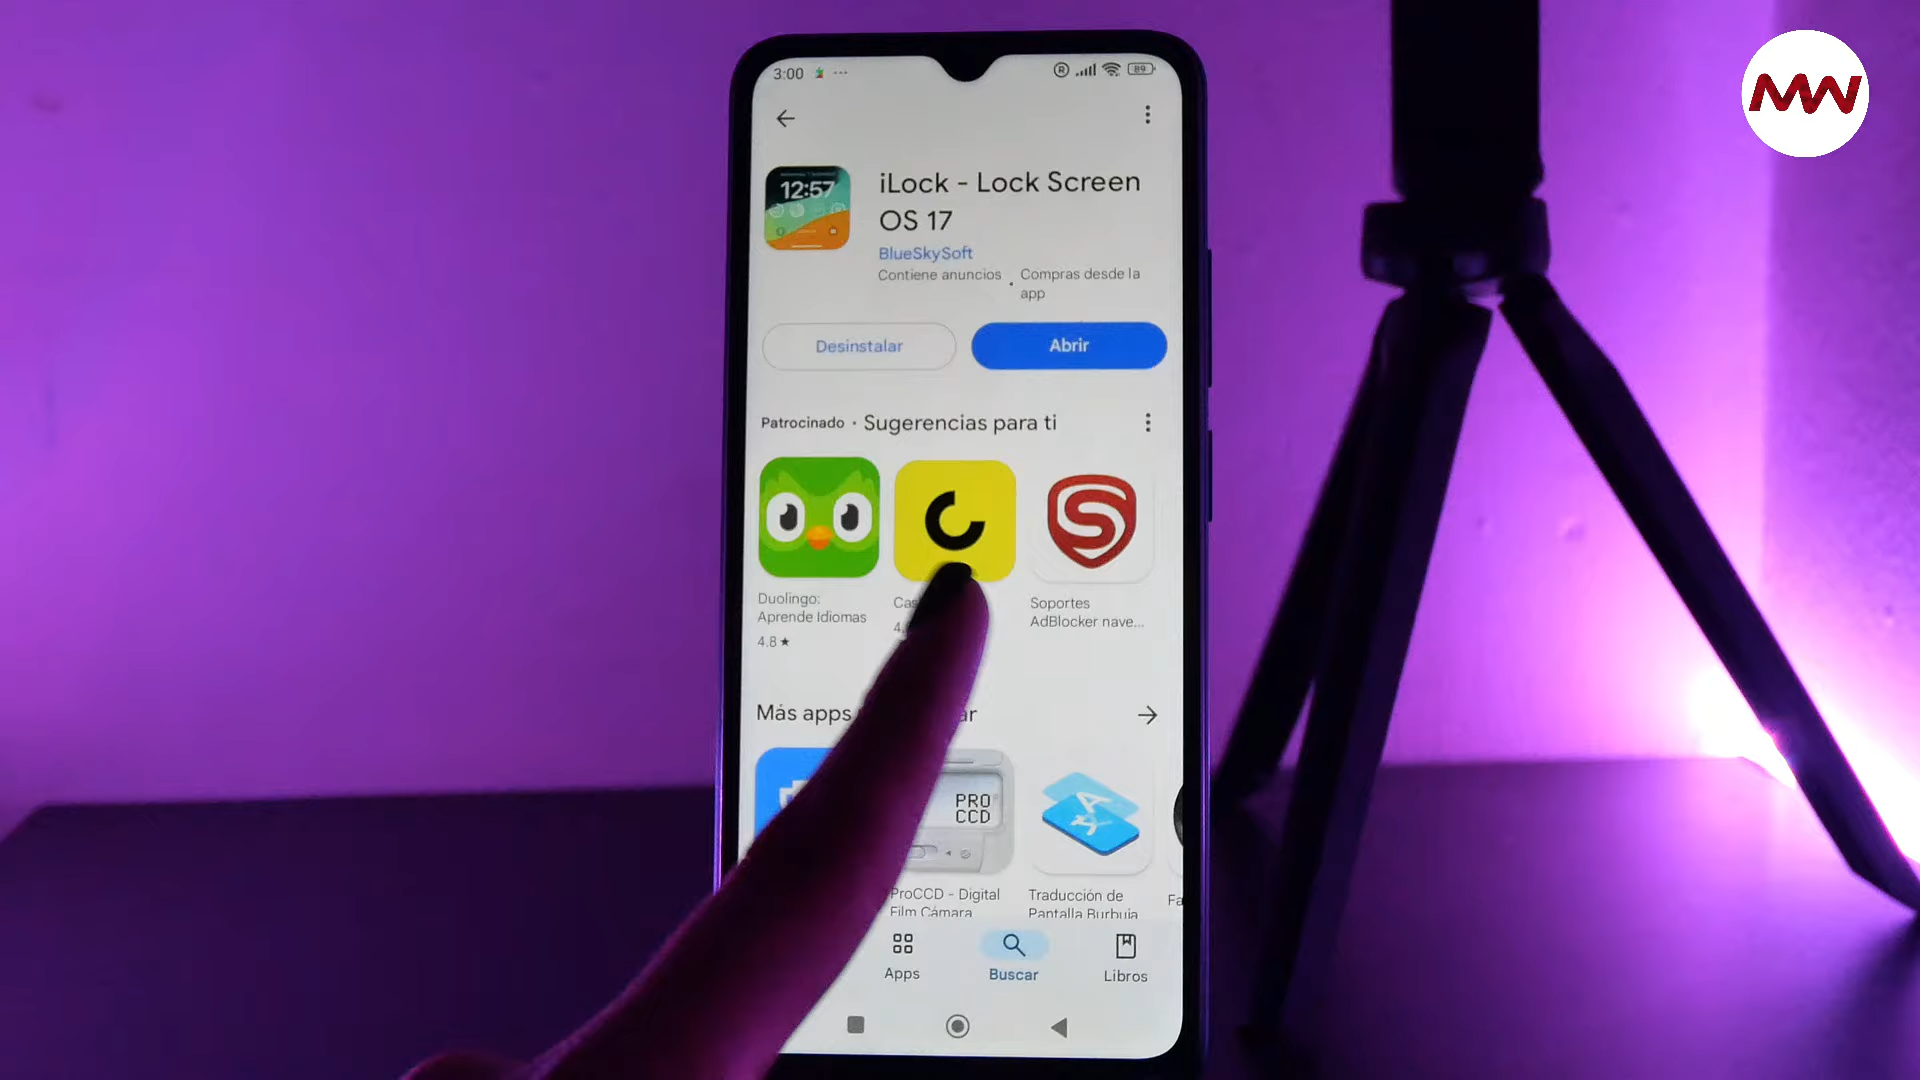 3:00
89
MW
12:57
iLock - Lock Screen
OS 17
BlueSkySoft
Contiene anuncios
Compras desde la
app
Desinstalar
Abrir
Patrocinado · Sugerencias para ti
Duolingo:
Aprende Idiomas
4.8 ★
Soportes
AdBlocker nave...
Más apps
PRO
CCD
ProCCD - Digital
Film Cámara
Traducción de
Pantalla Burbuja
Apps
Buscar
Libros